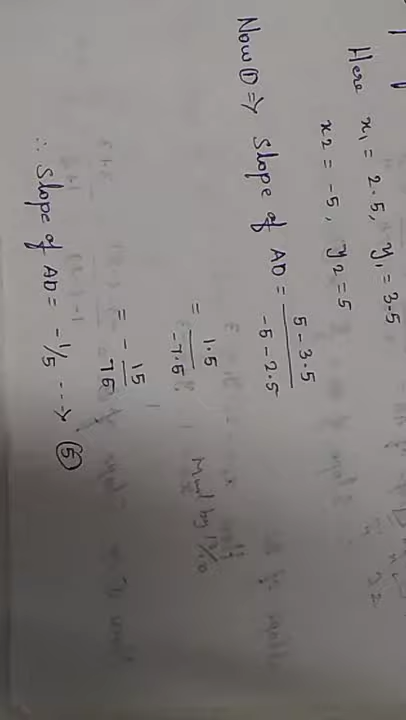 Here x₁ = 2.5, y₁ = 3.5
x₂ = -5, y₂ = 5
Now ① => Slope of AD = 5 - 3.5 / -5 - 2.5
= 1.5 / -7.5 Mul by 10/10
= - 15 / 75
∴ Slope of AD = -1/5 ---> ⑤